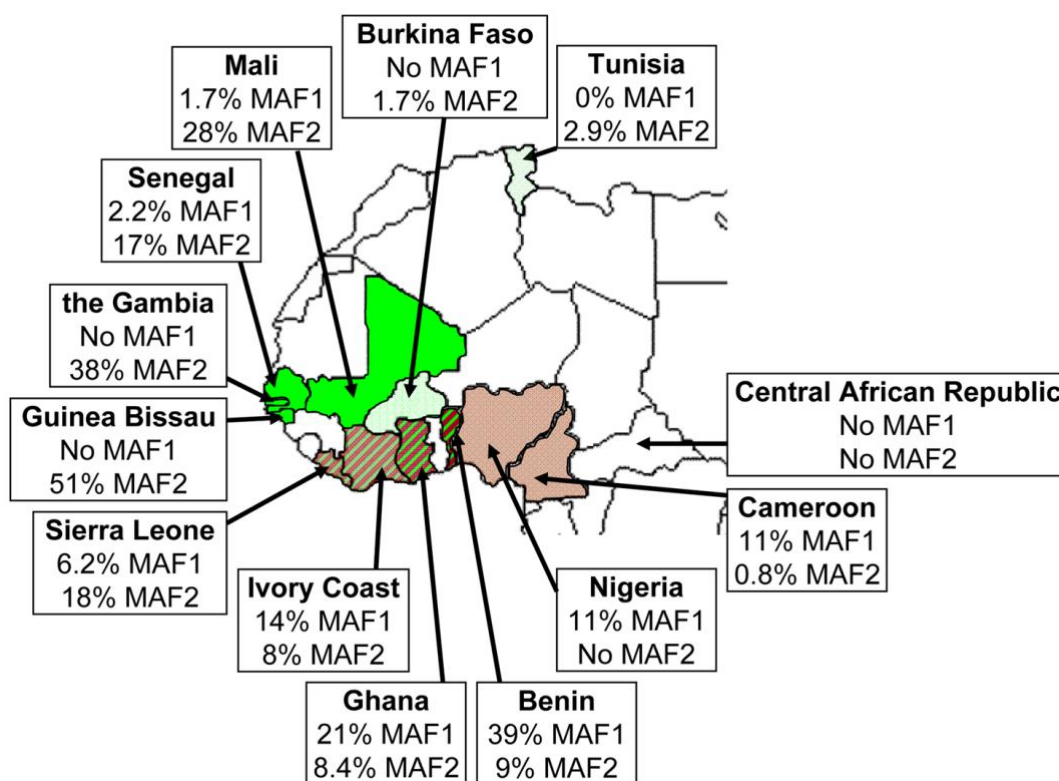 Burkina Faso
No MAF1
1.7% MAF2
Mali
1.7% MAF1
28% MAF2
Tunisia
0% MAF1
2.9% MAF2
Senegal
2.2% MAF1
17% MAF2
the Gambia
No MAF1
38% MAF2
Central African Republic
No MAF1
No MAF2
Guinea Bissau
No MAF1
51% MAF2
Cameroon
11% MAF1
0.8% MAF2
Sierra Leone
6.2% MAF1
18% MAF2
Ivory Coast
14% MAF1
8% MAF2
Nigeria
11% MAF1
No MAF2
Ghana
21% MAF1
8.4% MAF2
Benin
39% MAF1
9% MAF2